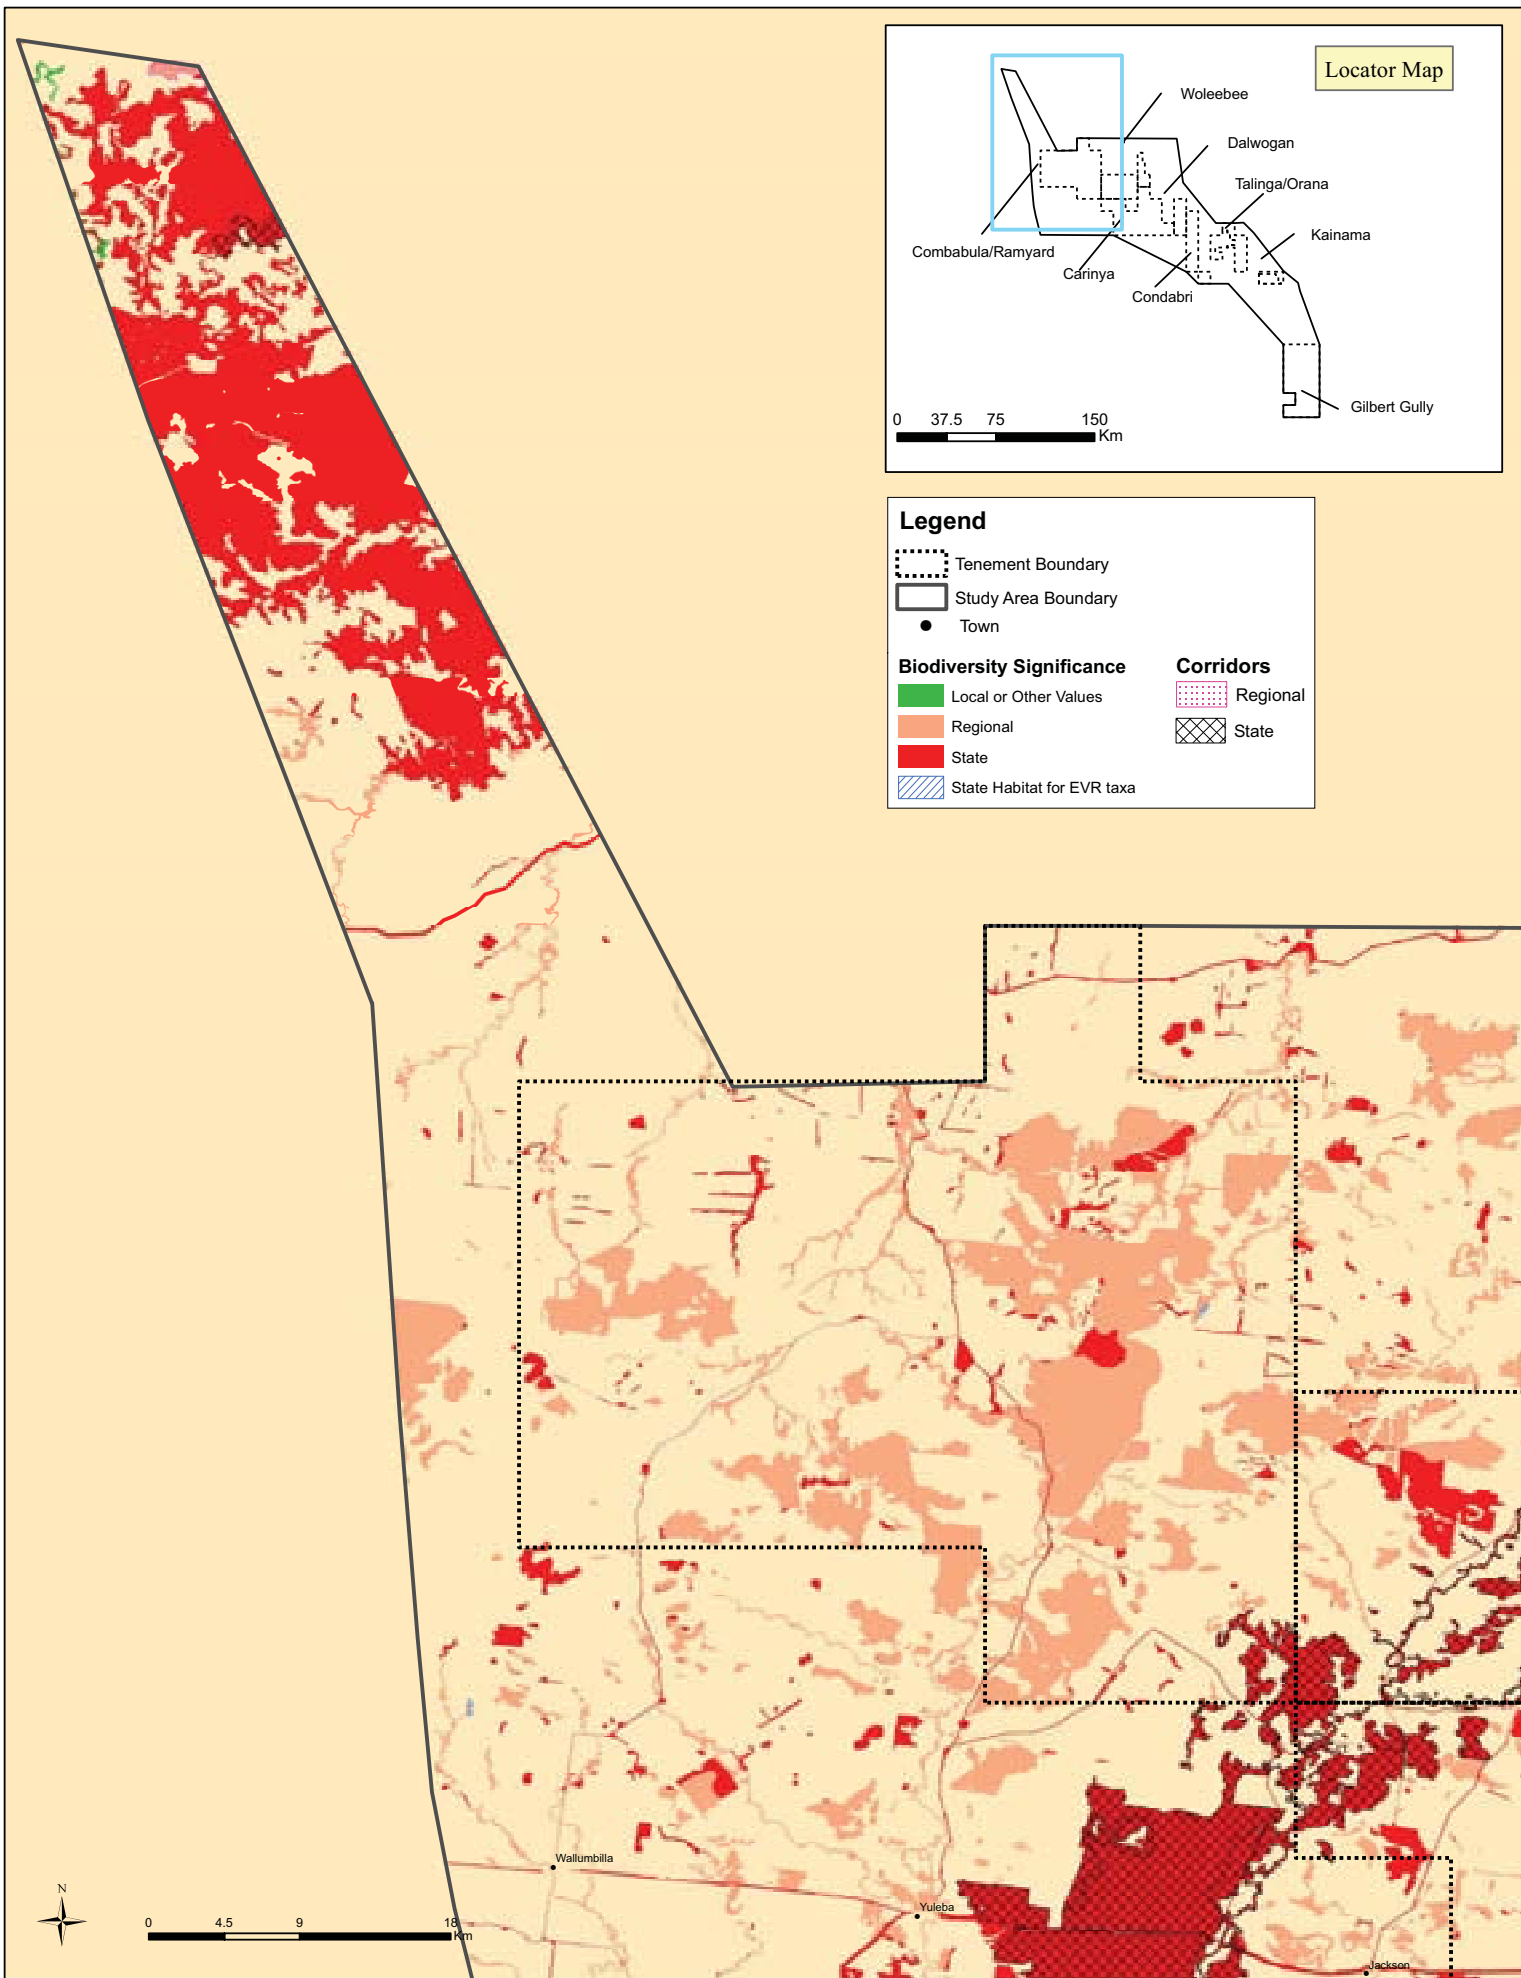 Locator Map
Woleebee
Dalwogan
Talinga/Orana
Kainama
Combabula/Ramyard
Carinya
Condabri
Gilbert Gully
0 37.5 75 150
Km
Legend
Tenement Boundary
Study Area Boundary
Town
Biodiversity Significance
Local or Other Values
Regional
State
State Habitat for EVR taxa
Corridors
Regional
State
Wallumbilla
Yuleba
Jackson
N
0 4.5 9 18
Km